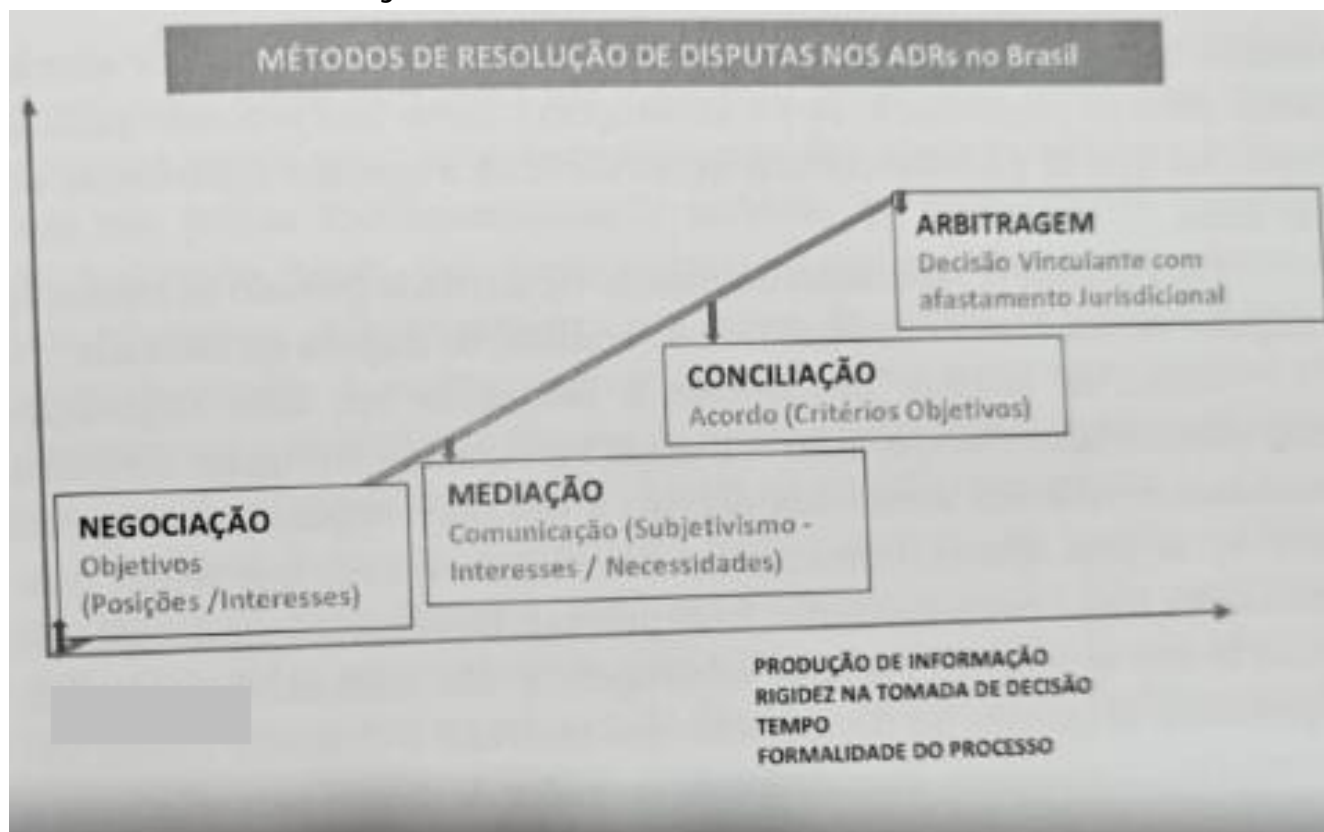 MÉTODOS DE RESOLUÇÃO DE DISPUTAS NOS ADRs no Brasil
ARBITRAGEM
Decisão Vinculante com
afastamento Jurisdicional
CONCILIAÇÃO
Acordo (Critérios Objetivos)
MEDIAÇÃO
Comunicação (Subjetivismo -
Interesses / Necessidades)
NEGOCIAÇÃO
Objetivos
(Posições /Interesses)
PRODUÇÃO DE INFORMAÇÃO
RIGIDEZ NA TOMADA DE DECISÃO
TEMPO
FORMALIDADE DO PROCESSO